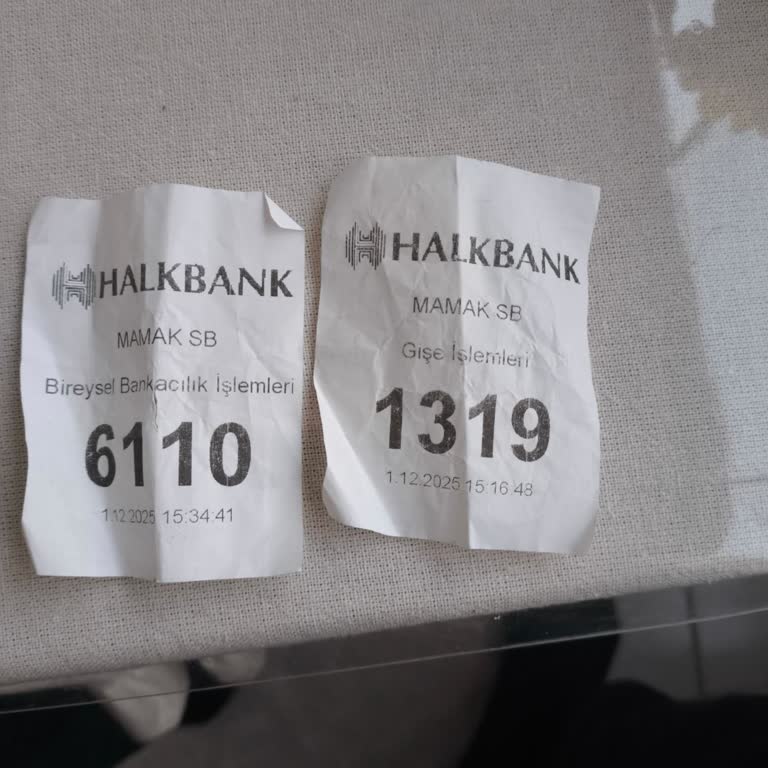 HALKBANK
MAMAK SB
Bireysel Bankacılık İşlemleri
6110
1.12.2025 15:34:41
HALKBANK
MAMAK SB
Gişe İşlemleri
1319
1.12.2025 15:16:48